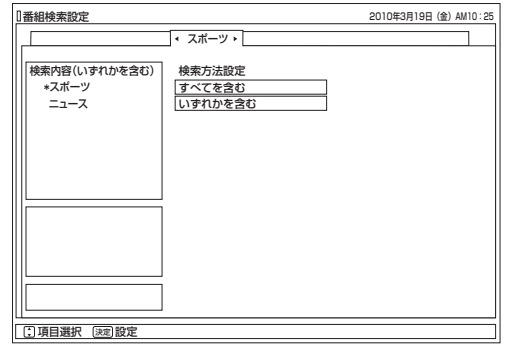 番組検索設定 2010年3月19日（金）AM10：25
スポーツ
検索内容（いずれかを含む） 検索方法設定
*スポーツ すべてを含む
ニュース いずれかを含む
項目選択 決定 設定